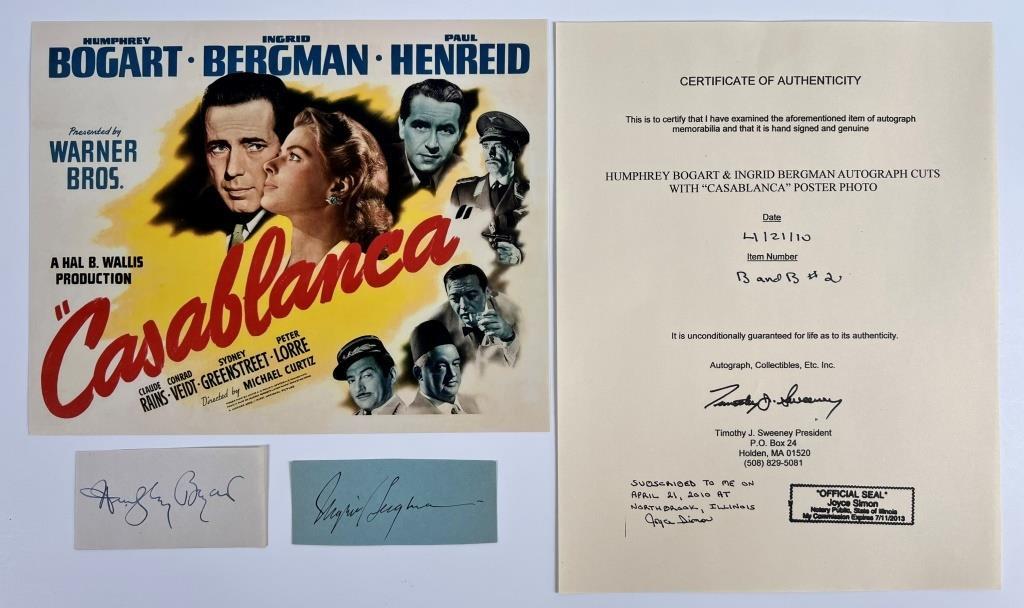 HUMPHREY INGRID PAUL
BOGART · BERGMAN · HENREID
Presented by
WARNER
BROS.
A HAL B. WALLIS
PRODUCTION
"Casablanca"
CLAUDE CONRAD SYDNEY PETER
RAINS · VEIDT · GREENSTREET · LORRE
Directed by MICHAEL CURTIZ
Humphrey Bogart
Ingrid Bergman
CERTIFICATE OF AUTHENTICITY
This is to certify that I have examined the aforementioned item of autograph
memorabilia and that it is hand signed and genuine
HUMPHREY BOGART & INGRID BERGMAN AUTOGRAPH CUTS
WITH "CASABLANCA" POSTER PHOTO
Date
4/21/10
Item Number
B and B #2
It is unconditionally guaranteed for life as to its authenticity.
Autograph, Collectibles, Etc. Inc.
Timothy J. Sweeney
Timothy J. Sweeney President
P.O. Box 24
Holden, MA 01520
(508) 829-5081
SUBSCRIBED TO ME ON
APRIL 21, 2010 AT
NORTHBROOK, ILLINOIS
Joyce Simon
"OFFICIAL SEAL"
Joyce Simon
Notary Public, State of Illinois
My Commission Expires 7/11/2013